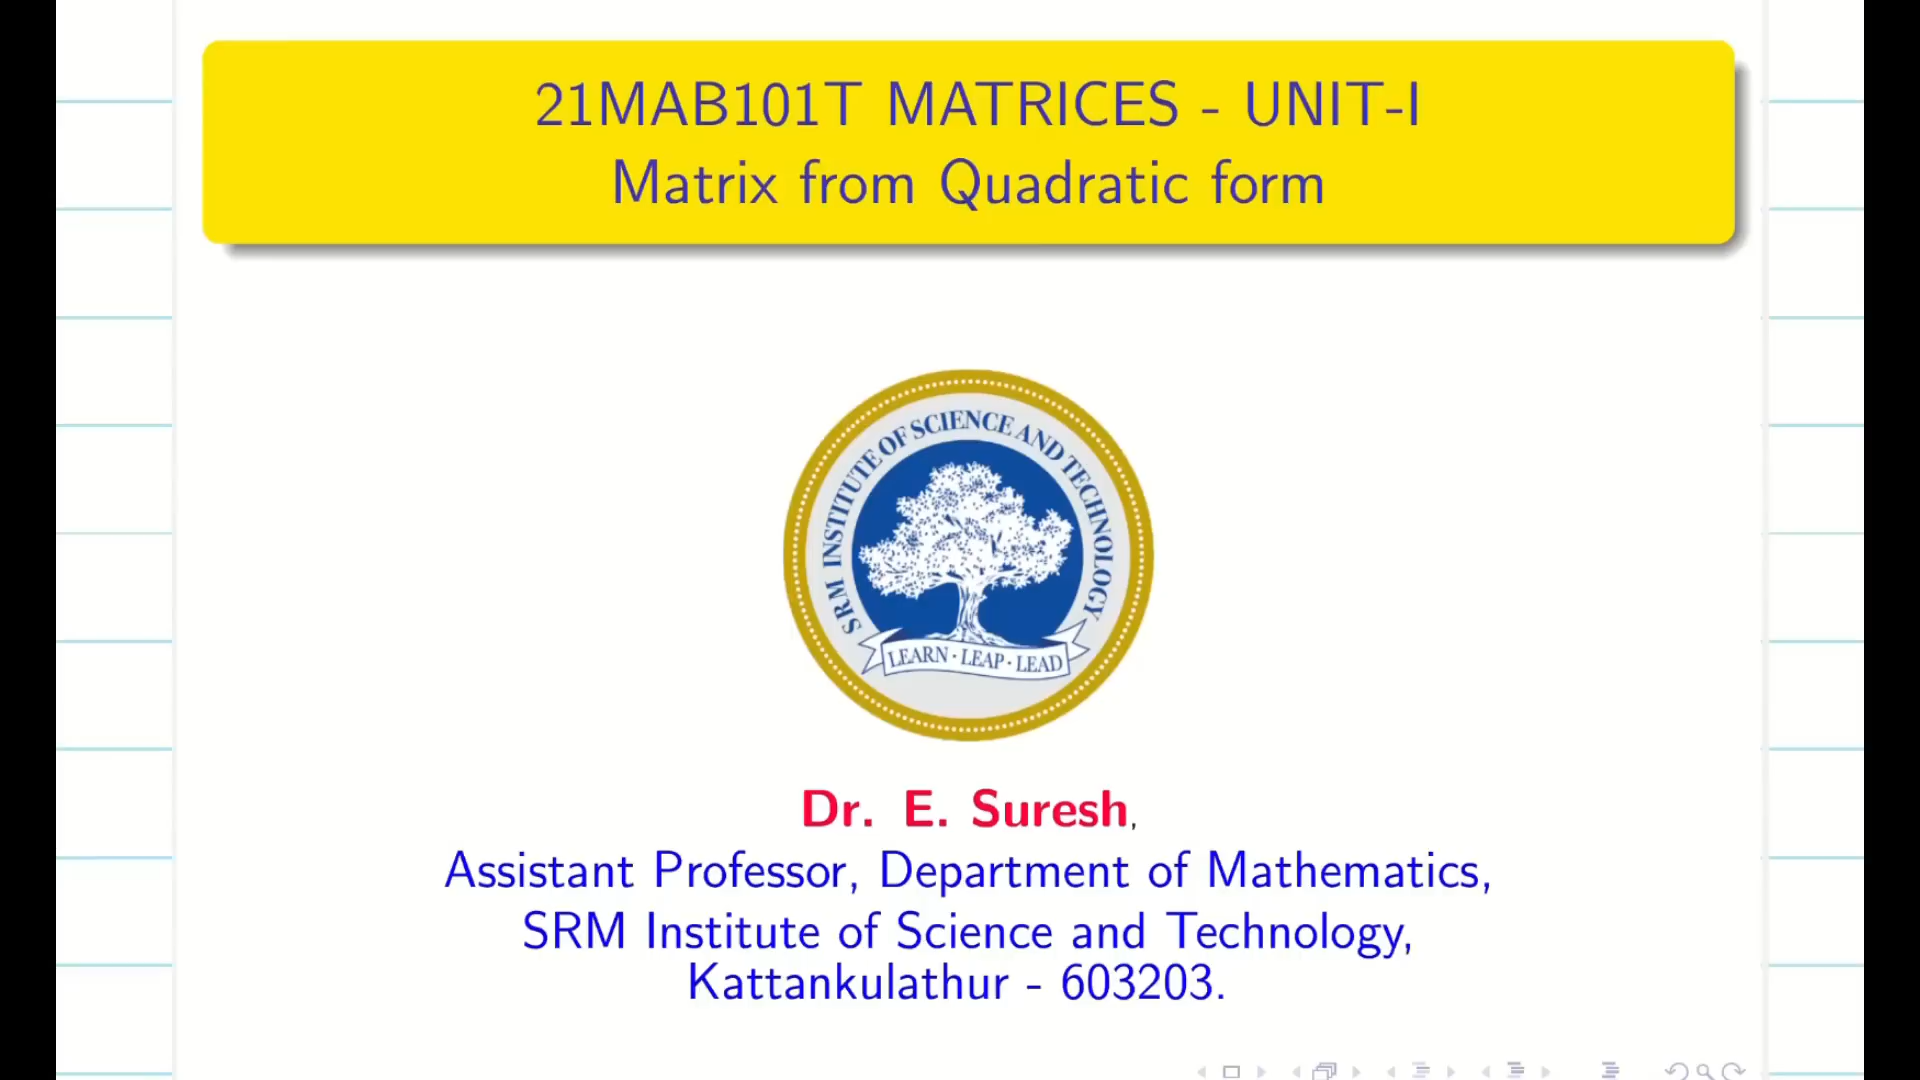 21MAB101T MATRICES - UNIT-I
Matrix from Quadratic form
SRM INSTITUTE OF SCIENCE AND TECHNOLOGY
LEARN · LEAP · LEAD
Dr. E. Suresh,
Assistant Professor, Department of Mathematics,
SRM Institute of Science and Technology,
Kattankulathur - 603203.